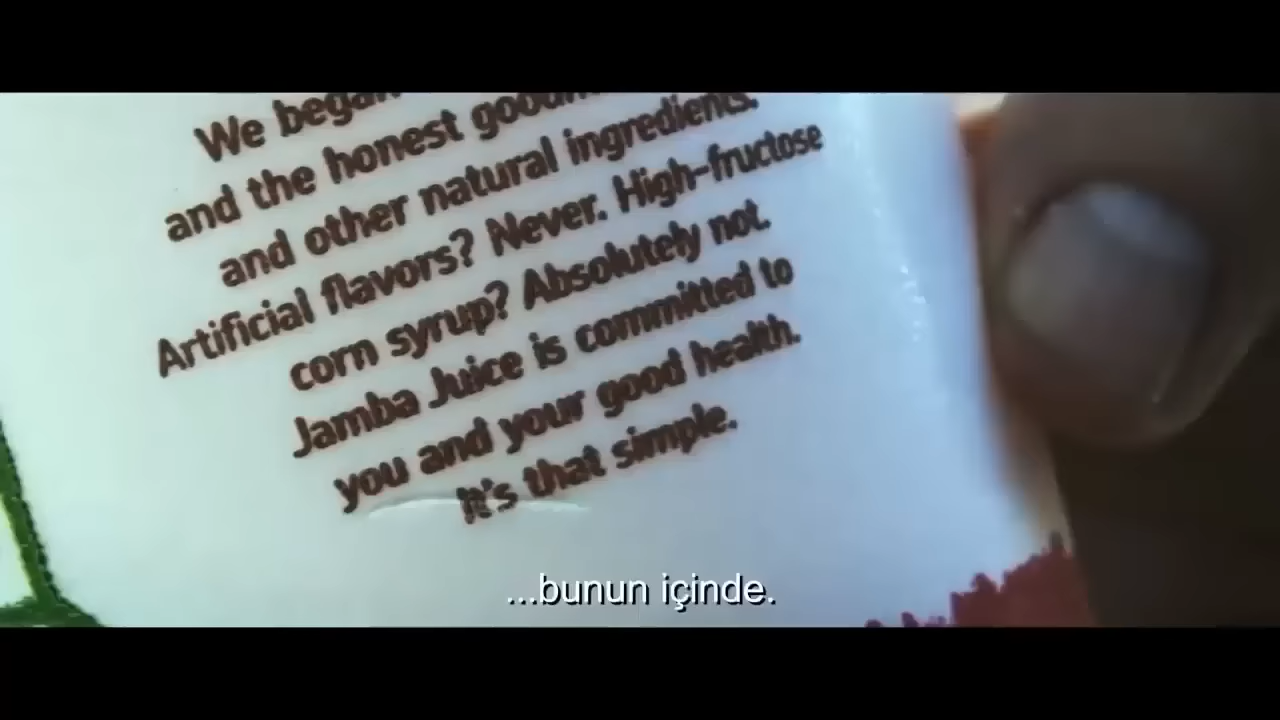 We began
and the honest
and other natural ingredients.
Artificial flavors? Never. High-fructose
corn syrup? Absolutely not.
Jamba Juice is committed to
you and your good health.
It's that simple.
...bunun içinde.